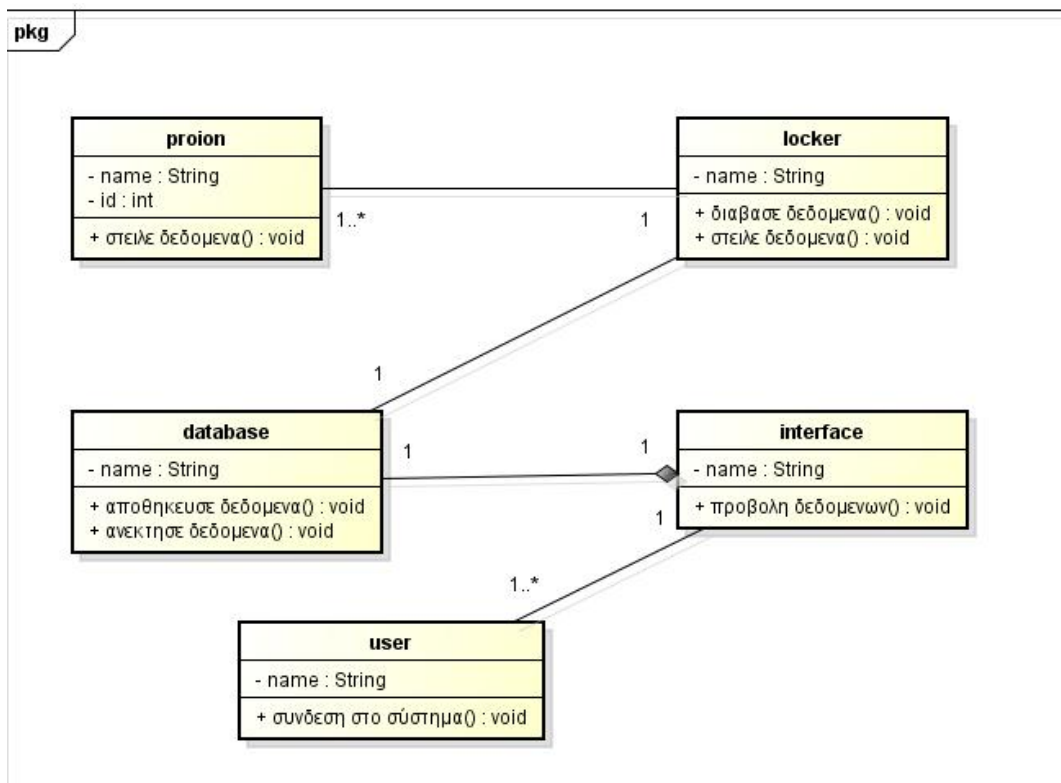 pkg
proion
- name : String
- id : int
+ στειλε δεδομενα() : void
locker
- name : String
+ διαβασε δεδομενα() : void
+ στειλε δεδομενα() : void
1..*
1
1
database
- name : String
+ αποθηκευσε δεδομενα() : void
+ ανεκτησε δεδομενα() : void
1
1
interface
- name : String
+ προβολη δεδομενων() : void
1
1..*
user
- name : String
+ συνδεση στο σύστημα() : void